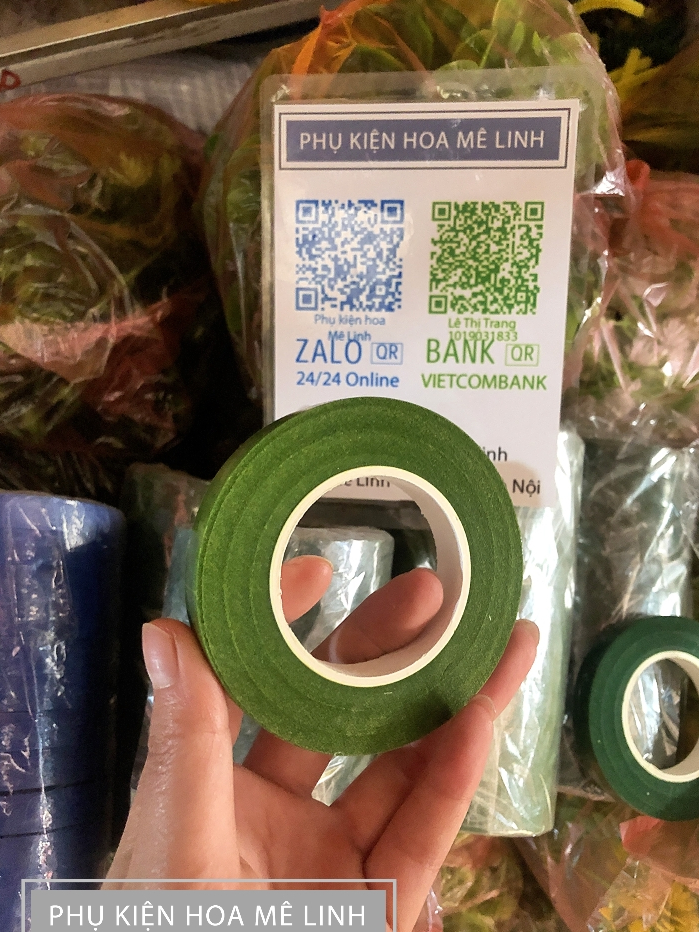 PHỤ KIỆN HOA MÊ LINH
Phụ kiện hoa
Mê Linh
ZALO QR
24/24 Online
Lê Thị Trang
1019031833
BANK QR
VIETCOMBANK
Linh
Nội
PHỤ KIỆN HOA MÊ LINH